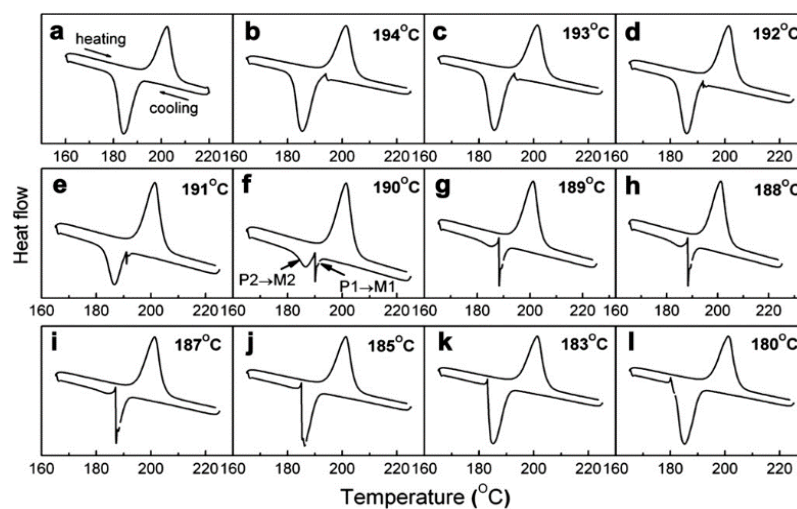 a
heating
cooling
b 194°C
c 193°C
d 192°C
160 180 200 220
160 180 200 220
160 180 200 220
160 180 200 220
e 191°C
f 190°C
P2→M2
P1→M1
g 189°C
h 188°C
Heat flow
160 180 200 220
160 180 200 220
160 180 200 220
160 180 200 220
i 187°C
j 185°C
k 183°C
l 180°C
160 180 200 220
160 180 200 220
160 180 200 220
160 180 200 220
Temperature (°C)